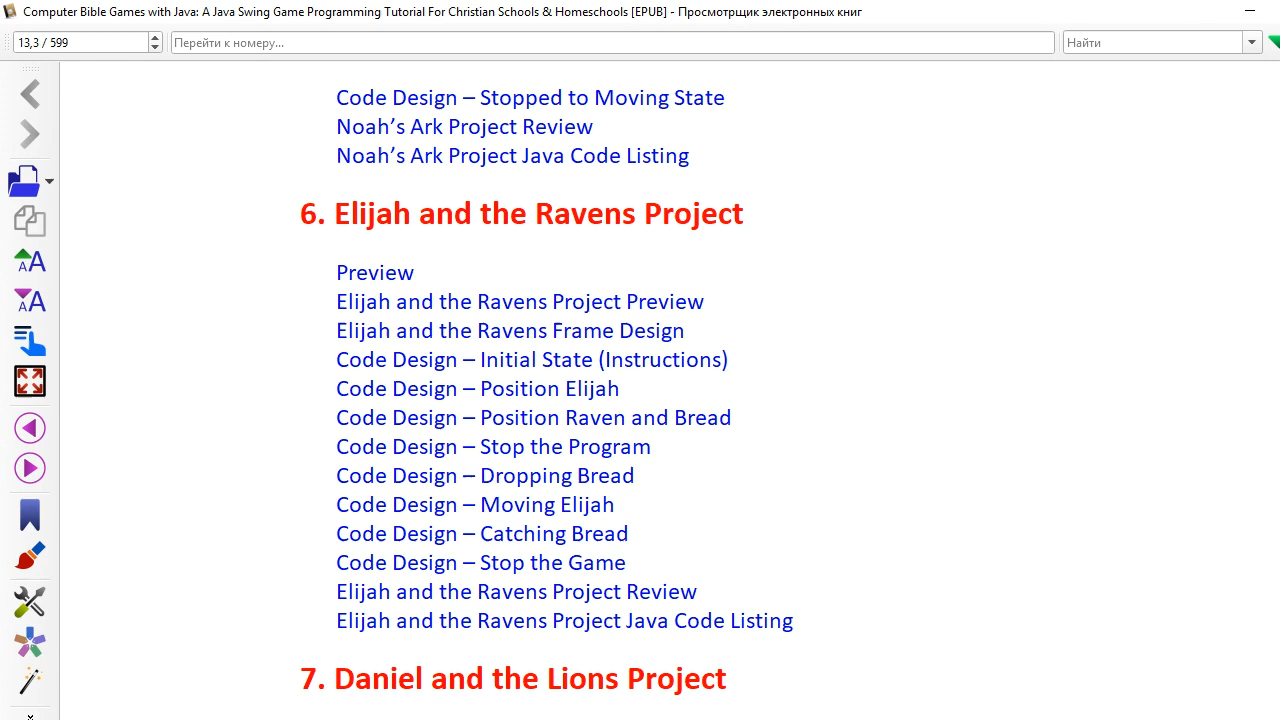 Computer Bible Games with Java: A Java Swing Game Programming Tutorial For Christian Schools & Homeschools [EPUB] - Просмотрщик электронных книг
13,3 / 599
Перейти к номеру...
Найти
Code Design – Stopped to Moving State
Noah’s Ark Project Review
Noah’s Ark Project Java Code Listing
6. Elijah and the Ravens Project
Preview
Elijah and the Ravens Project Preview
Elijah and the Ravens Frame Design
Code Design – Initial State (Instructions)
Code Design – Position Elijah
Code Design – Position Raven and Bread
Code Design – Stop the Program
Code Design – Dropping Bread
Code Design – Moving Elijah
Code Design – Catching Bread
Code Design – Stop the Game
Elijah and the Ravens Project Review
Elijah and the Ravens Project Java Code Listing
7. Daniel and the Lions Project